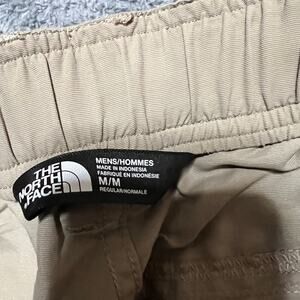 THE
NORTH
FACE
MENS/HOMMES
MADE IN INDONESIA
FABRIQUÉ EN INDONÉSIE
M/M
REGULAR/NORMALE